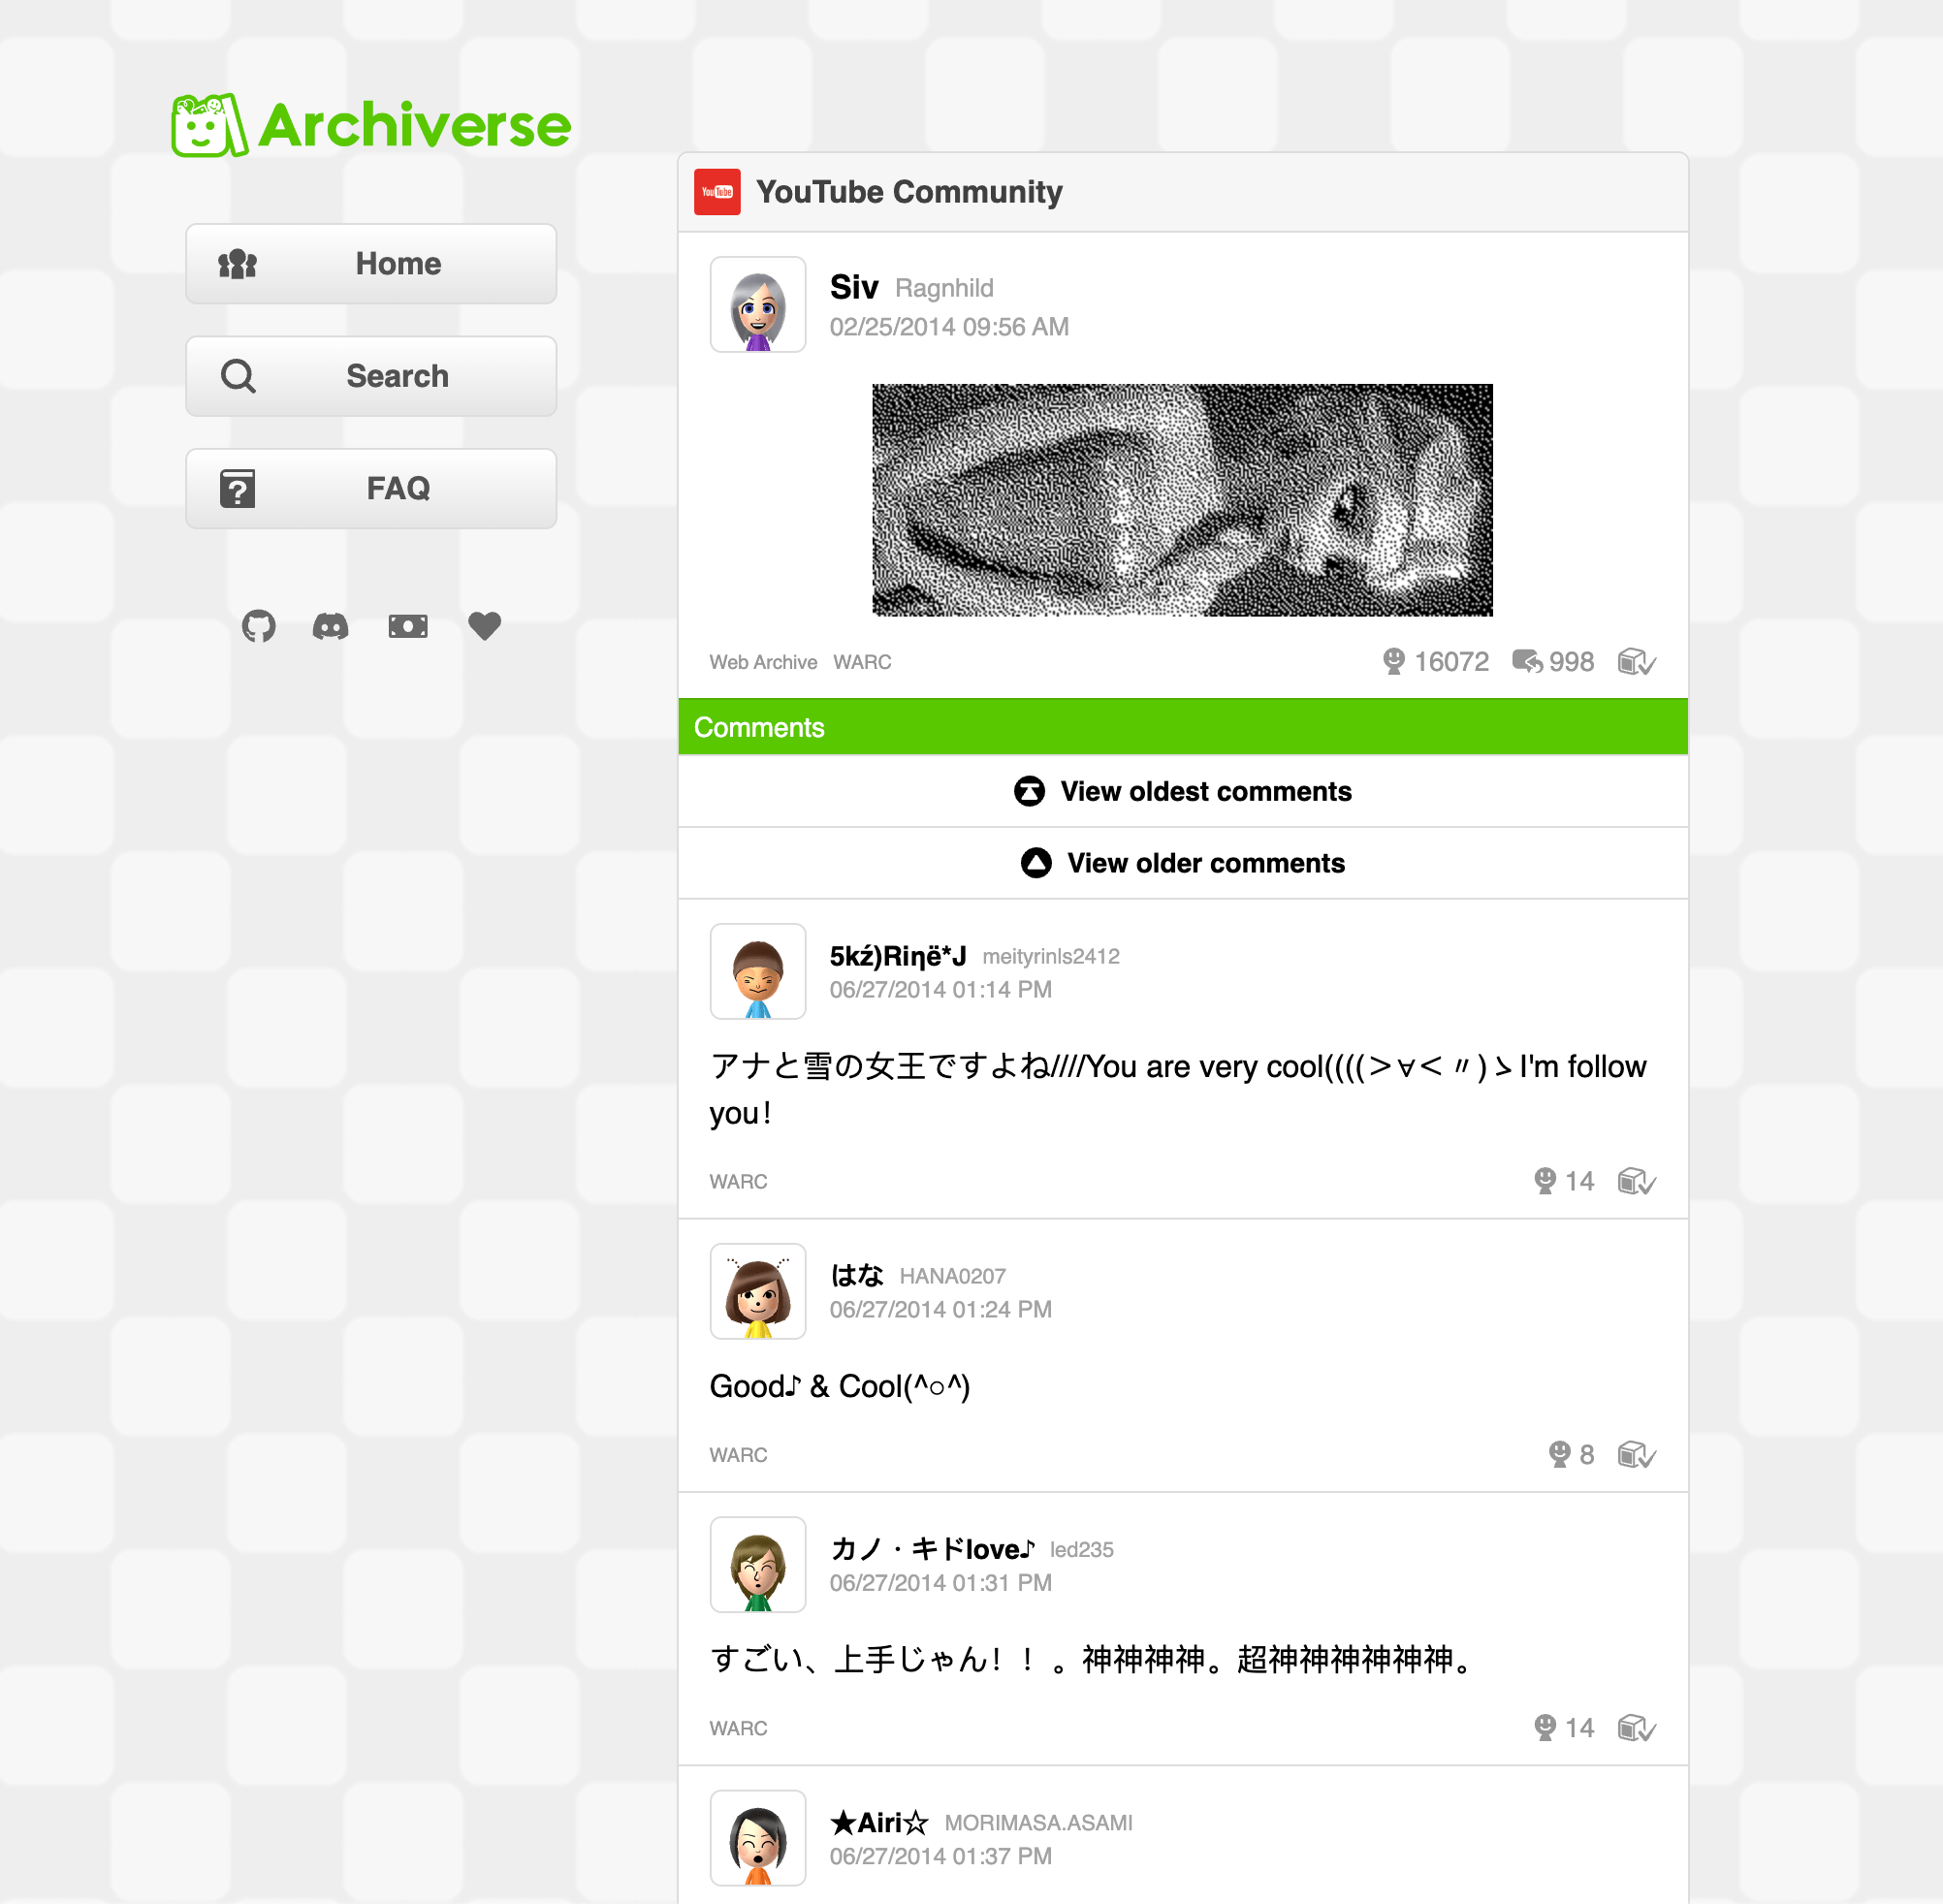 Archiverse
Home
Search
FAQ
YouTube
YouTube Community
Siv Ragnhild
02/25/2014 09:56 AM
Web Archive WARC 16072 998
Comments
View oldest comments
View older comments
5kź)Riηë*J meityrinls2412
06/27/2014 01:14 PM
アナと雪の女王ですよね////You are very cool((((＞∀＜〃)ゝI'm follow
you！
WARC 14
はな HANA0207
06/27/2014 01:24 PM
Good♪ & Cool(^○^)
WARC 8
カノ・キドlove♪ led235
06/27/2014 01:31 PM
すごい、上手じゃん！！。神神神神。超神神神神神神。
WARC 14
★Airi☆ MORIMASA.ASAMI
06/27/2014 01:37 PM